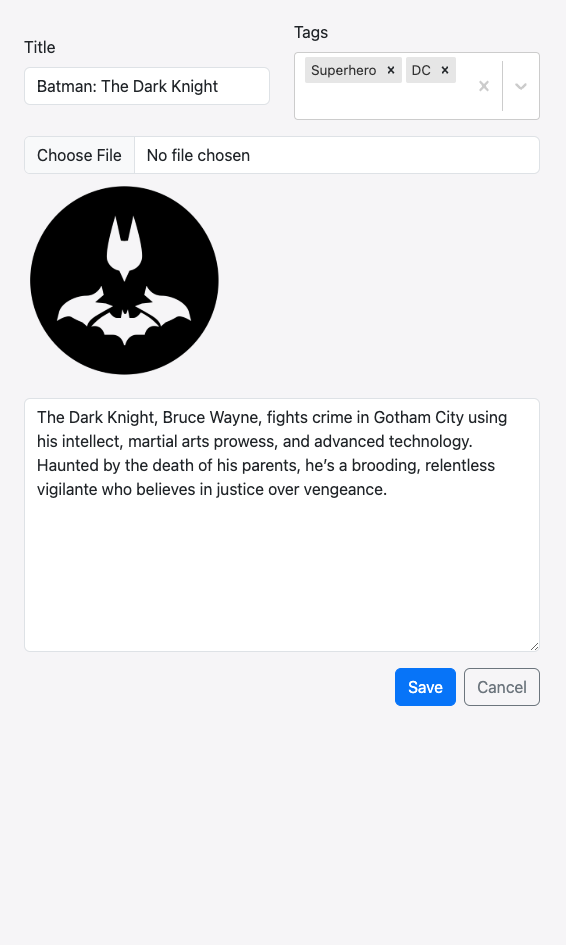 Title
Batman: The Dark Knight
Tags
Superhero
DC
Choose File
No file chosen
The Dark Knight, Bruce Wayne, fights crime in Gotham City using
his intellect, martial arts prowess, and advanced technology.
Haunted by the death of his parents, he’s a brooding, relentless
vigilante who believes in justice over vengeance.
Save
Cancel